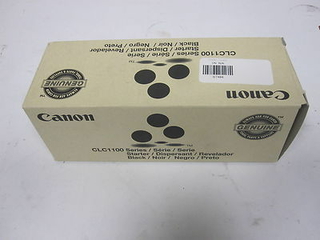 CLC1100 Series / Série / Serie
Starter / Dispersant / Revelador
Black / Noir / Negro / Preto
Canon
GENUINE
Canon
GENUINE
CLC1100 Series / Série / Serie
Starter / Dispersant / Revelador
Black / Noir / Negro / Preto